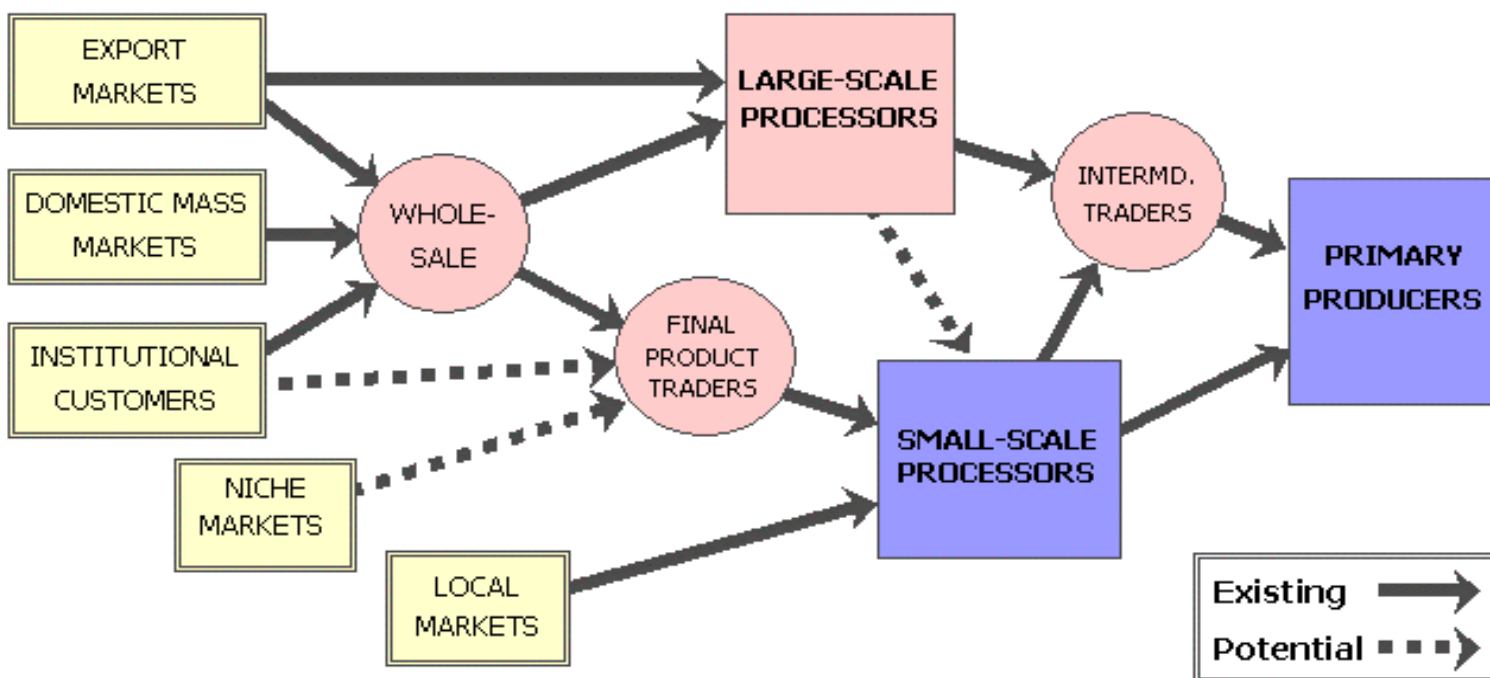 EXPORT
MARKETS
LARGE-SCALE
PROCESSORS
DOMESTIC MASS
MARKETS
WHOLE-
SALE
INTERMD.
TRADERS
PRIMARY
PRODUCERS
INSTITUTIONAL
CUSTOMERS
FINAL
PRODUCT
TRADERS
SMALL-SCALE
PROCESSORS
NICHE
MARKETS
LOCAL
MARKETS
Existing
Potential